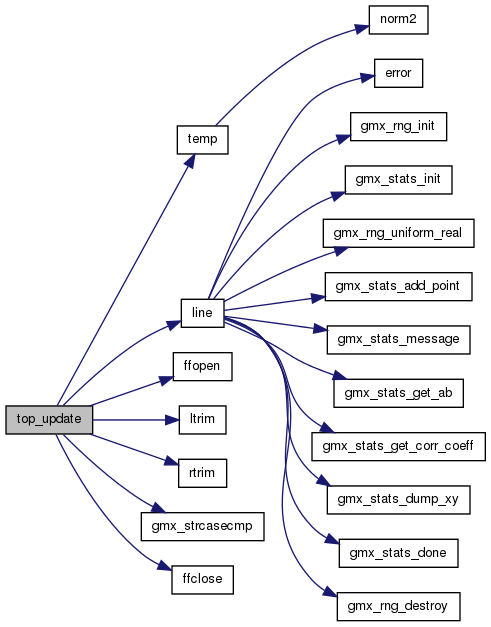 norm2
error
temp
gmx_rng_init
gmx_stats_init
gmx_rng_uniform_real
gmx_stats_add_point
line
gmx_stats_message
ffopen
gmx_stats_get_ab
top_update
ltrim
gmx_stats_get_corr_coeff
rtrim
gmx_stats_dump_xy
gmx_strcasecmp
gmx_stats_done
ffclose
gmx_rng_destroy